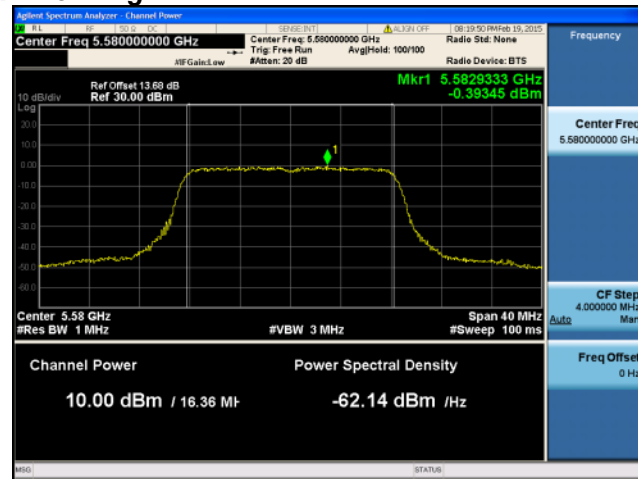 Agilent Spectrum Analyzer - Channel Power
RL RF 50 Ω DC SENSE:INT ALIGN OFF 08:19:50 PM Feb 19, 2015
Center Freq 5.580000000 GHz
Center Freq: 5.580000000 GHz
Radio Std: None
Trig: Free Run Avg|Hold: 100/100
#IFGain:Low #Atten: 20 dB Radio Device: BTS
Ref Offset 13.68 dB
10 dB/div Ref 30.00 dBm
Mkr1 5.5829333 GHz
-0.39345 dBm
Log
20.0
10.0
0.00
-10.0
-20.0
-30.0
-40.0
-50.0
-60.0
1
Center 5.58 GHz Span 40 MHz
#Res BW 1 MHz #VBW 3 MHz #Sweep 100 ms
Channel Power
Power Spectral Density
10.00 dBm / 16.36 MH
-62.14 dBm /Hz
MSG STATUS
Frequency
Center Freq
5.580000000 GHz
CF Step
4.000000 MHz
Auto Man
Freq Offset
0 Hz